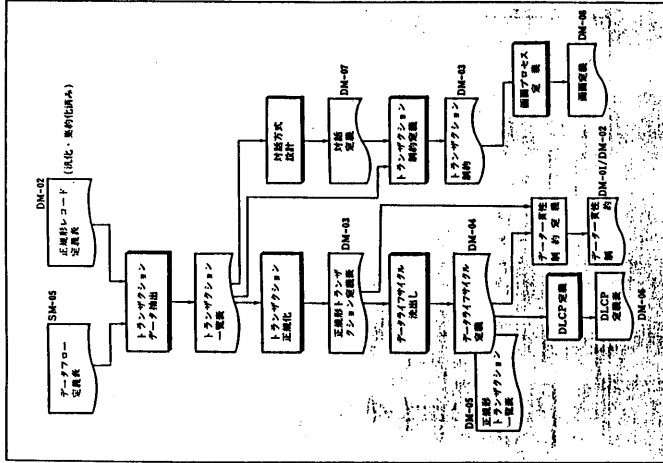 SM-05
データフロー
定義表
DM-02
正規形レコード
定義表
(汎化・集約化済み)
トランザクション
データ抽出
トランザクション
一覧表
トランザクション
正規化
対話方式
設計
DM-07
対話
定義
DM-03
正規形トランザ
クション定義表
トランザクション
制約定義
DM-03
トランザクション
制約
データライフサイクル
洗出し
DM-04
データライフサイクル
定義
DM-05
正規形
トランザクション
一覧表
データ一貫性
制約定義
DM-01/DM-02
データ一貫性
制約
画面プロセス
定義
DM-08
画面定義
DLCP定義
DLCP
定義表
DM-06